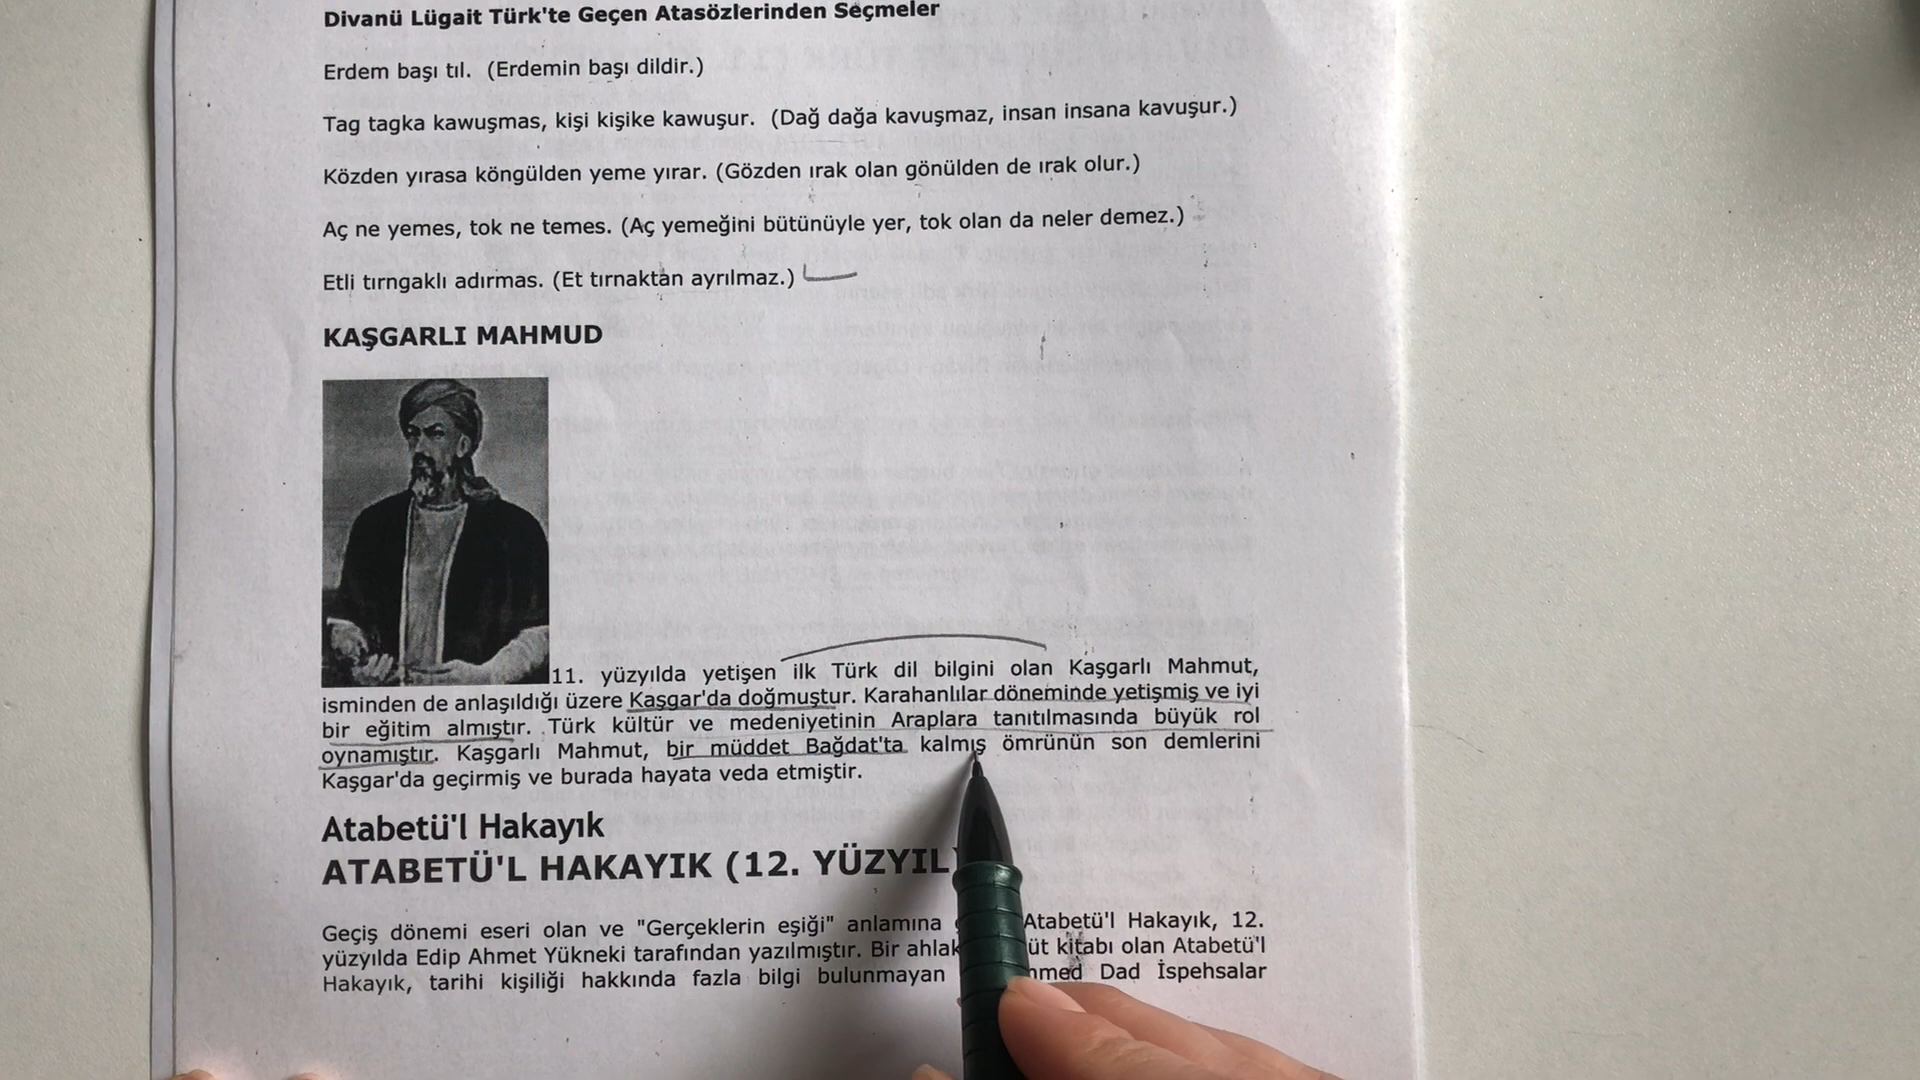 Divanü Lügait Türk'te Geçen Atasözlerinden Seçmeler
Erdem başı tıl. (Erdemin başı dildir.)
Tag tagka kawuşmas, kişi kişike kawuşur. (Dağ dağa kavuşmaz, insan insana kavuşur.)
Közden yırasa köngülden yeme yırar. (Gözden ırak olan gönülden de ırak olur.)
Aç ne yemes, tok ne temes. (Aç yemeğini bütünüyle yer, tok olan da neler demez.)
Etli tırngaklı adırmas. (Et tırnaktan ayrılmaz.)
KAŞGARLI MAHMUD
11. yüzyılda yetişen ilk Türk dil bilgini olan Kaşgarlı Mahmut,
isminden de anlaşıldığı üzere Kaşgar'da doğmuştur. Karahanlılar döneminde yetişmiş ve iyi
bir eğitim almıştır. Türk kültür ve medeniyetinin Araplara tanıtılmasında büyük rol
oynamıştır. Kaşgarlı Mahmut, bir müddet Bağdat'ta kalmış ömrünün son demlerini
Kaşgar'da geçirmiş ve burada hayata veda etmiştir.
Atabetü'l Hakayık
ATABETÜ'L HAKAYIK (12. YÜZYIL
Geçiş dönemi eseri olan ve "Gerçeklerin eşiği" anlamına Atabetü'l Hakayık, 12.
yüzyılda Edip Ahmet Yükneki tarafından yazılmıştır. Bir ahlak kitabı olan Atabetü'l
Hakayık, tarihi kişiliği hakkında fazla bilgi bulunmayan Dad İspehsalar